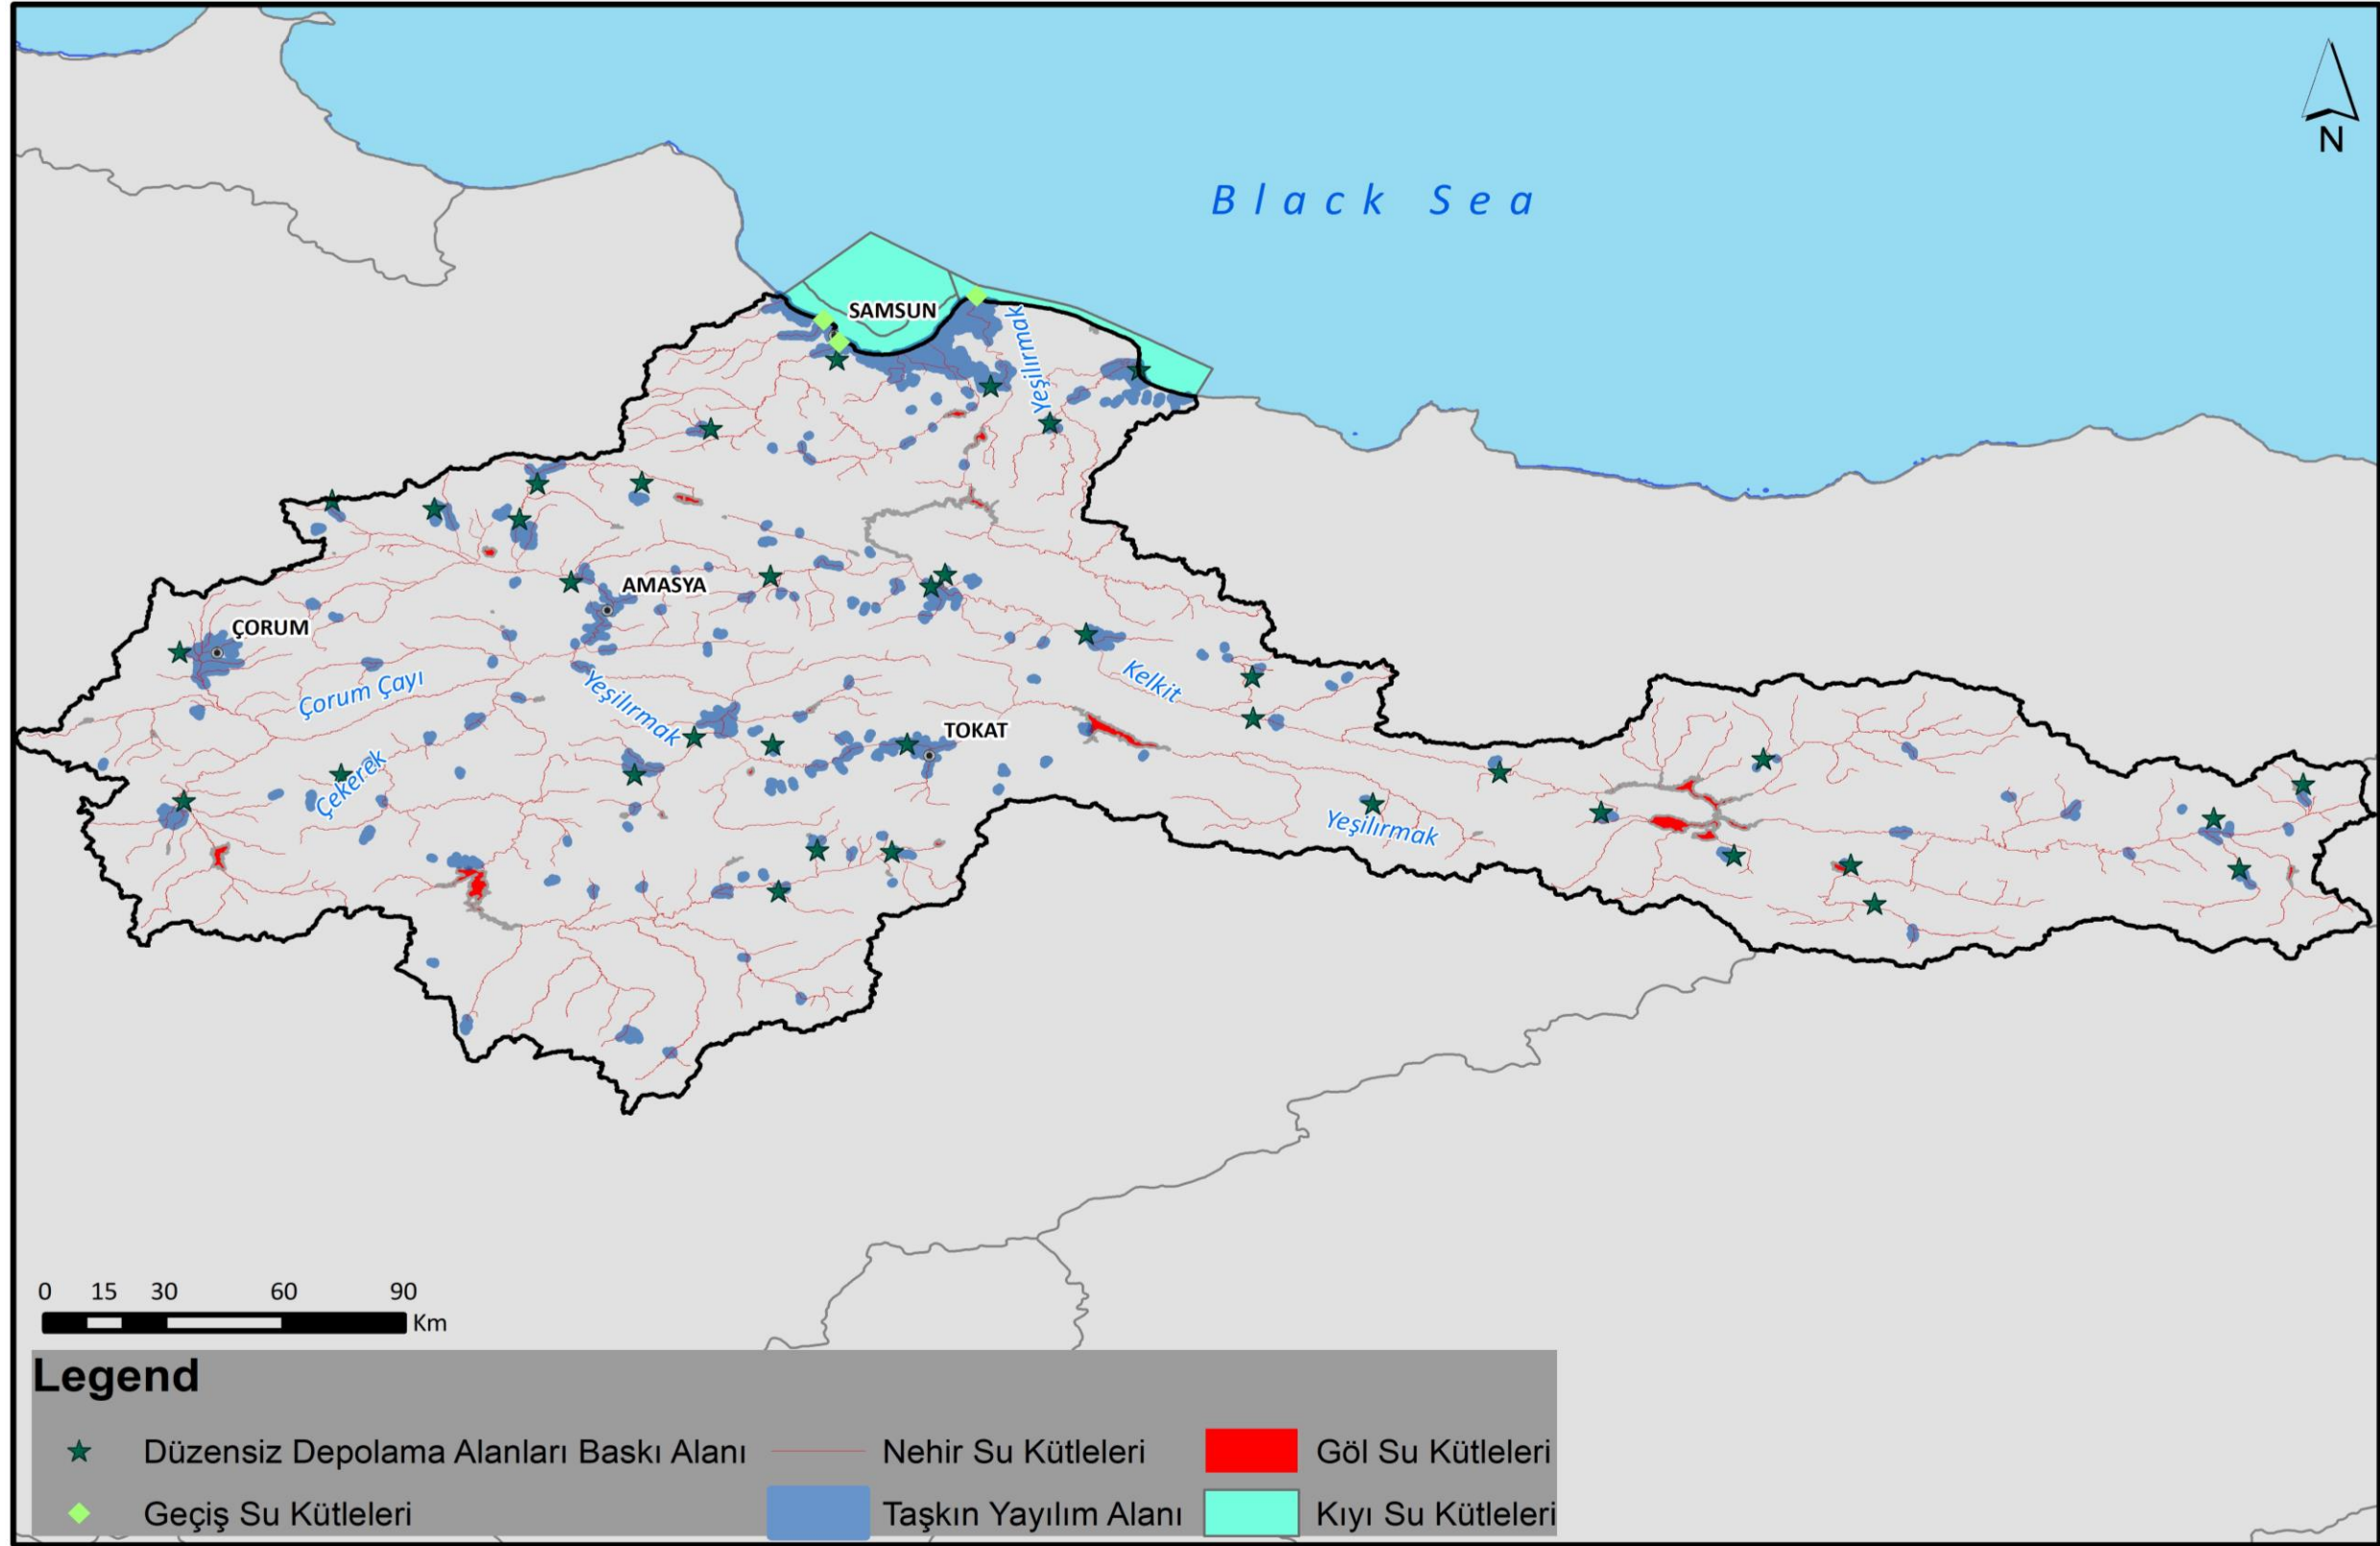 N
Black Sea
SAMSUN
Yeşilırmak
AMASYA
ÇORUM
Çorum Çayı
Yeşilırmak
Kelkit
TOKAT
Çekerek
Yeşilırmak
0 15 30 60 90
Km
Legend
Düzensiz Depolama Alanları Baskı Alanı
Nehir Su Kütleleri
Göl Su Kütleleri
Geçiş Su Kütleleri
Taşkın Yayılım Alanı
Kıyı Su Kütleleri